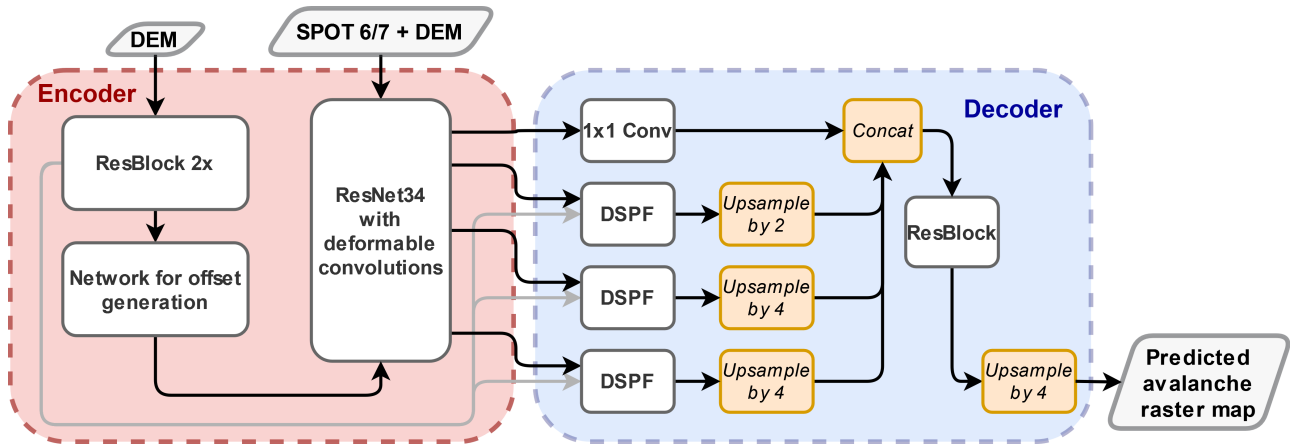 DEM
SPOT 6/7 + DEM
Encoder
ResBlock 2x
Network for offset
generation
ResNet34
with
deformable
convolutions
Decoder
1x1 Conv
Concat
DSPF
Upsample
by 2
ResBlock
DSPF
Upsample
by 4
DSPF
Upsample
by 4
Upsample
by 4
Predicted
avalanche
raster map